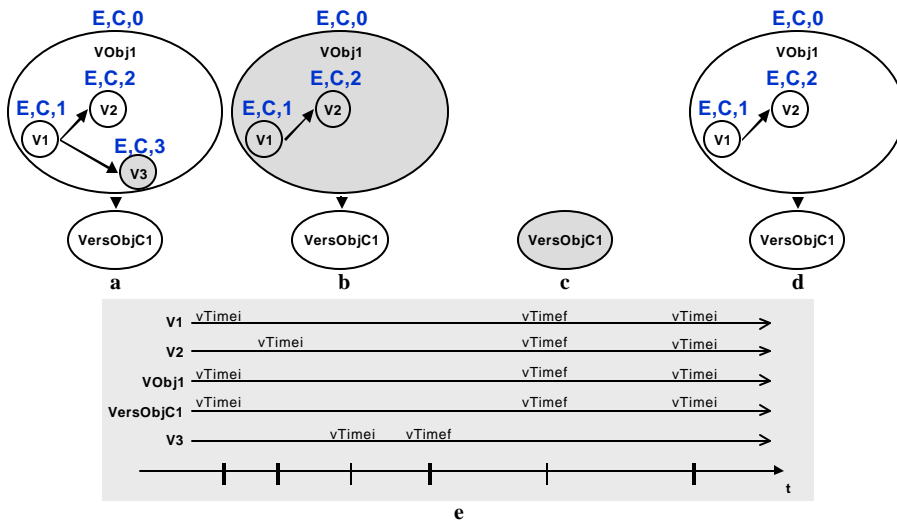 E,C,0
E,C,0
E,C,0
VObj1
VObj1
VObj1
E,C,2
E,C,2
E,C,2
E,C,1
V2
E,C,1
V2
E,C,1
V2
V1
V1
V1
E,C,3
V3
VersObjC1
VersObjC1
VersObjC1
VersObjC1
a
b
c
d
V1 vTimei vTimef vTimei
V2 vTimei vTimef vTimei
VObj1 vTimei vTimef vTimei
VersObjC1 vTimei vTimef vTimei
V3 vTimei vTimef
t
e